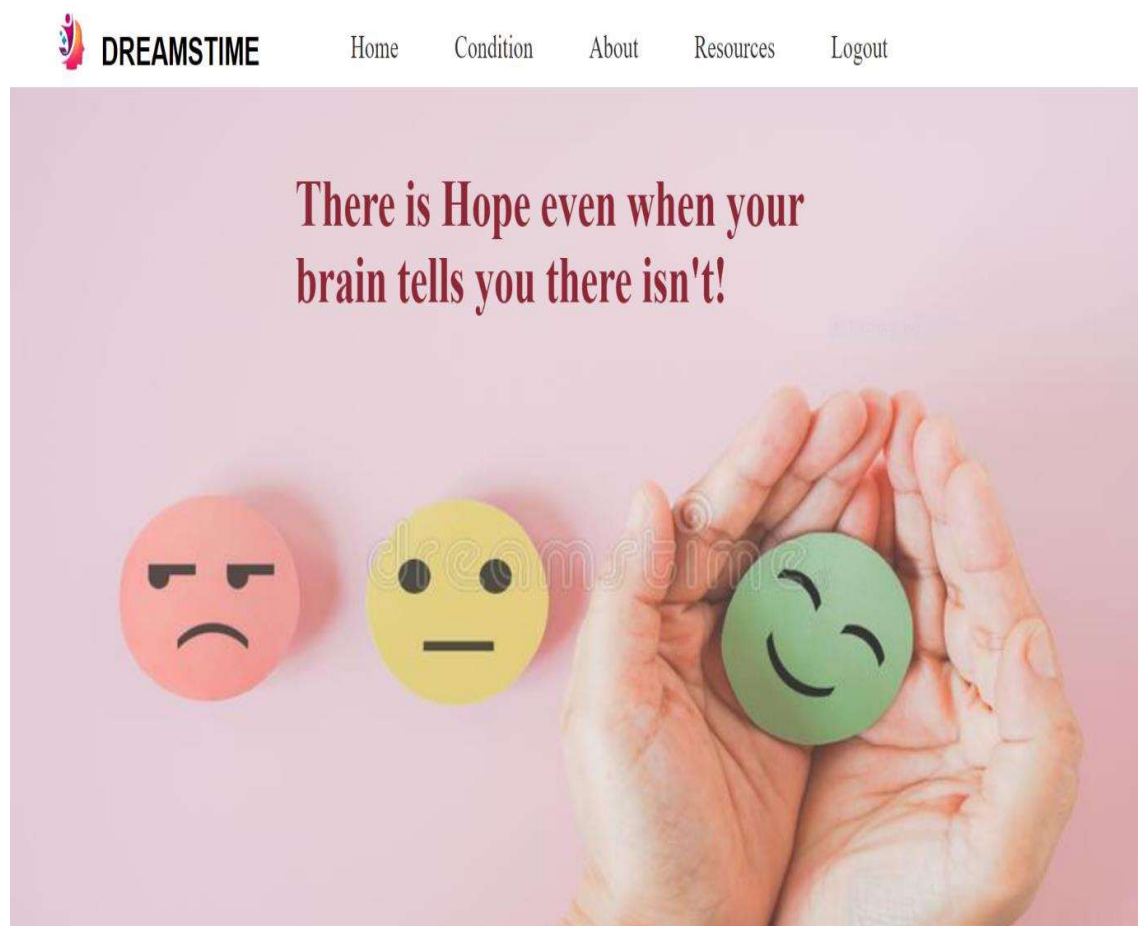 DREAMSTIME
Home Condition About Resources Logout
There is Hope even when your
brain tells you there isn't!
dreamstime